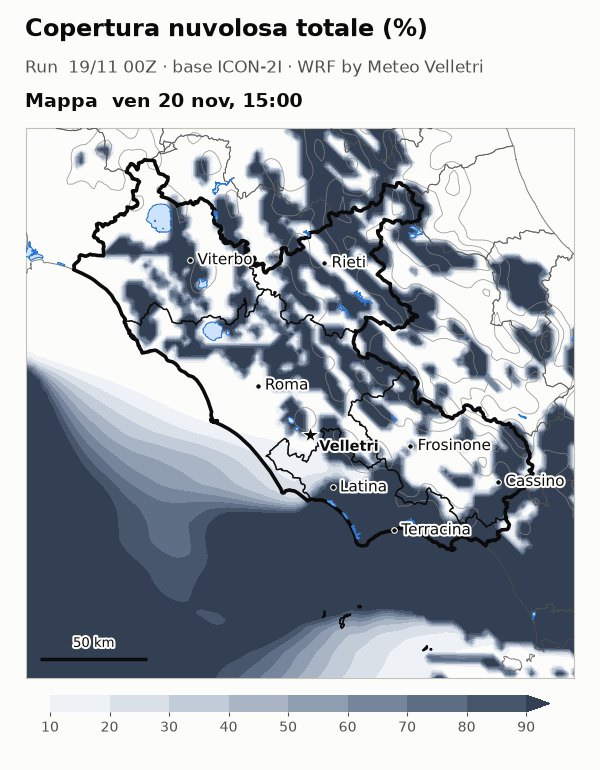 Copertura nuvolosa totale (%)
Run  19/11 00Z · base ICON-2I · WRF by Meteo Velletri
Mappa  ven 20 nov, 15:00
Viterbo
Rieti
Roma
Velletri
Frosinone
Latina
Cassino
Terracina
50 km
10 20 30 40 50 60 70 80 90